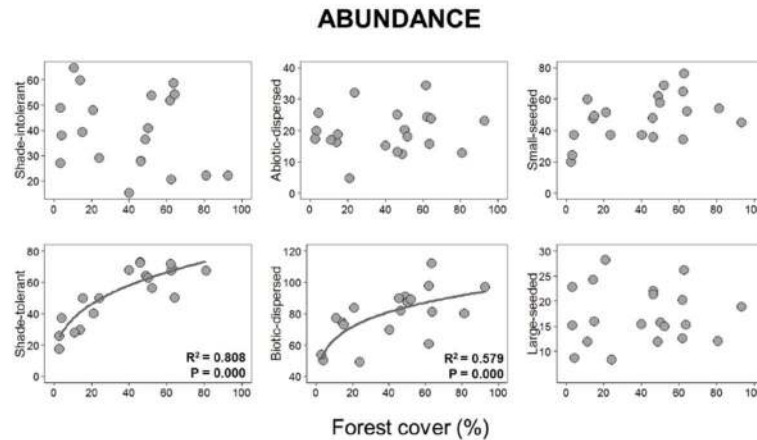 ABUNDANCE
Shade-intolerant
60
50
40
30
20
0 20 40 60 80 100
Abiotic-dispersed
40
30
20
10
0
0 20 40 60 80 100
Small-seeded
80
60
40
20
0
0 20 40 60 80 100
Shade-tolerant
80
60
40
20
0
0 20 40 60 80 100
R² = 0.808
P = 0.000
Biotic-dispersed
120
100
80
60
40
0 20 40 60 80 100
R² = 0.579
P = 0.000
Large-seeded
30
25
20
15
10
0 20 40 60 80 100
Forest cover (%)